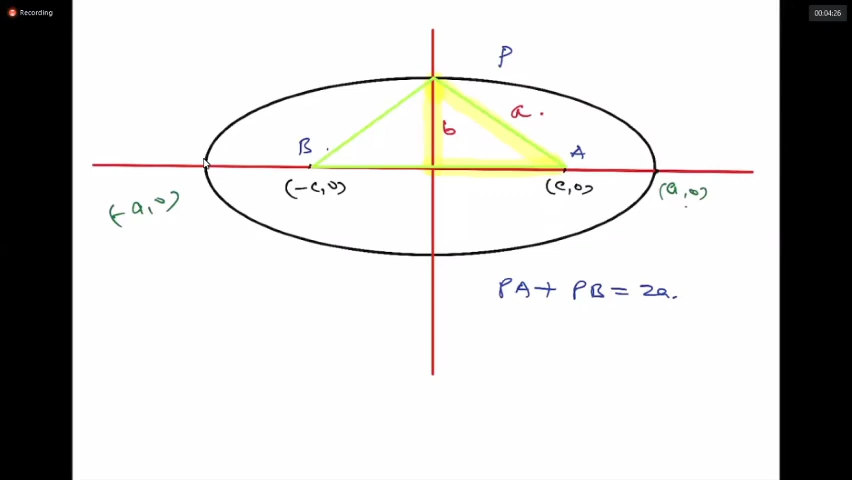 Recording
00:04:26
P
a .
b
B .
A
(-c,0)
(c,0)
(-a,0)
(a,0)
PA+ PB = 2a.